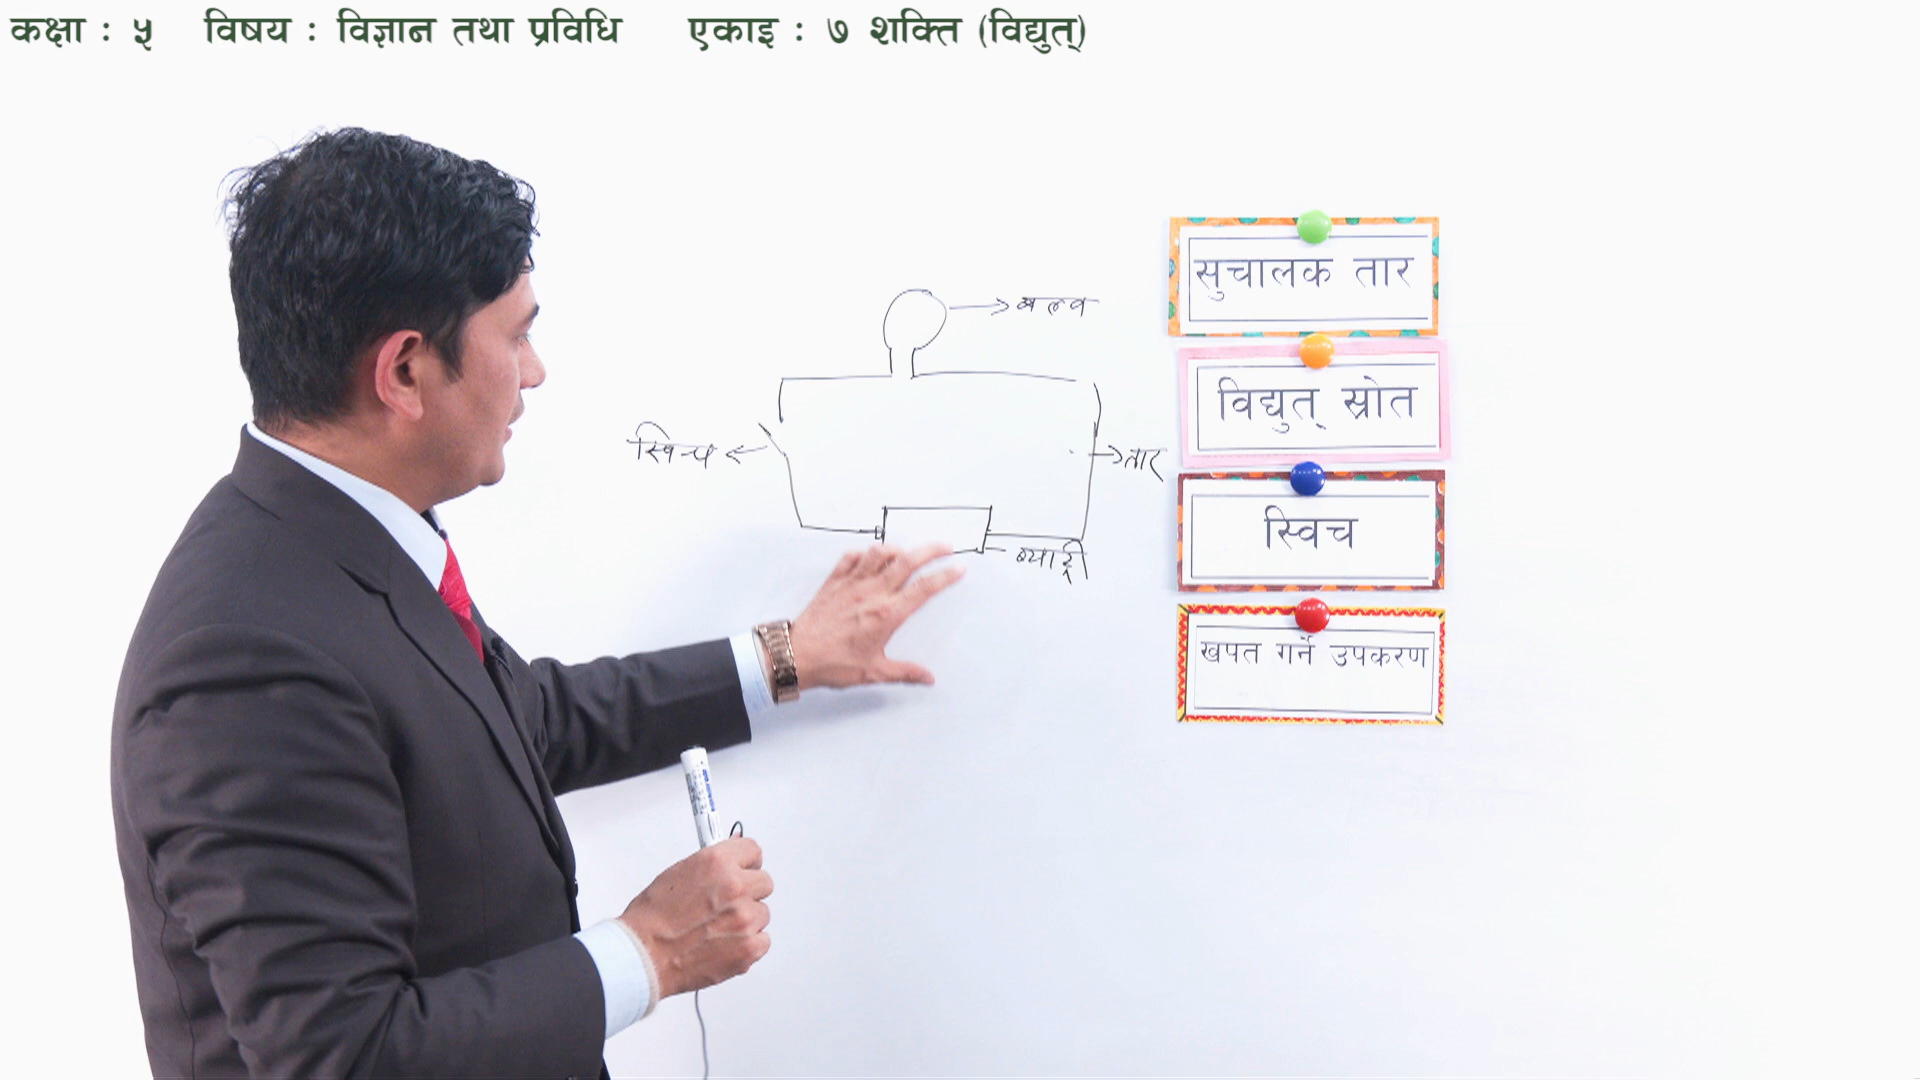 कक्षा : ५ विषय : विज्ञान तथा प्रविधि एकाइ : ७ शक्ति (विद्युत्)
बल्व
स्विच
तार
ब्याट्री
सुचालक तार
विद्युत् स्रोत
स्विच
खपत गर्ने उपकरण